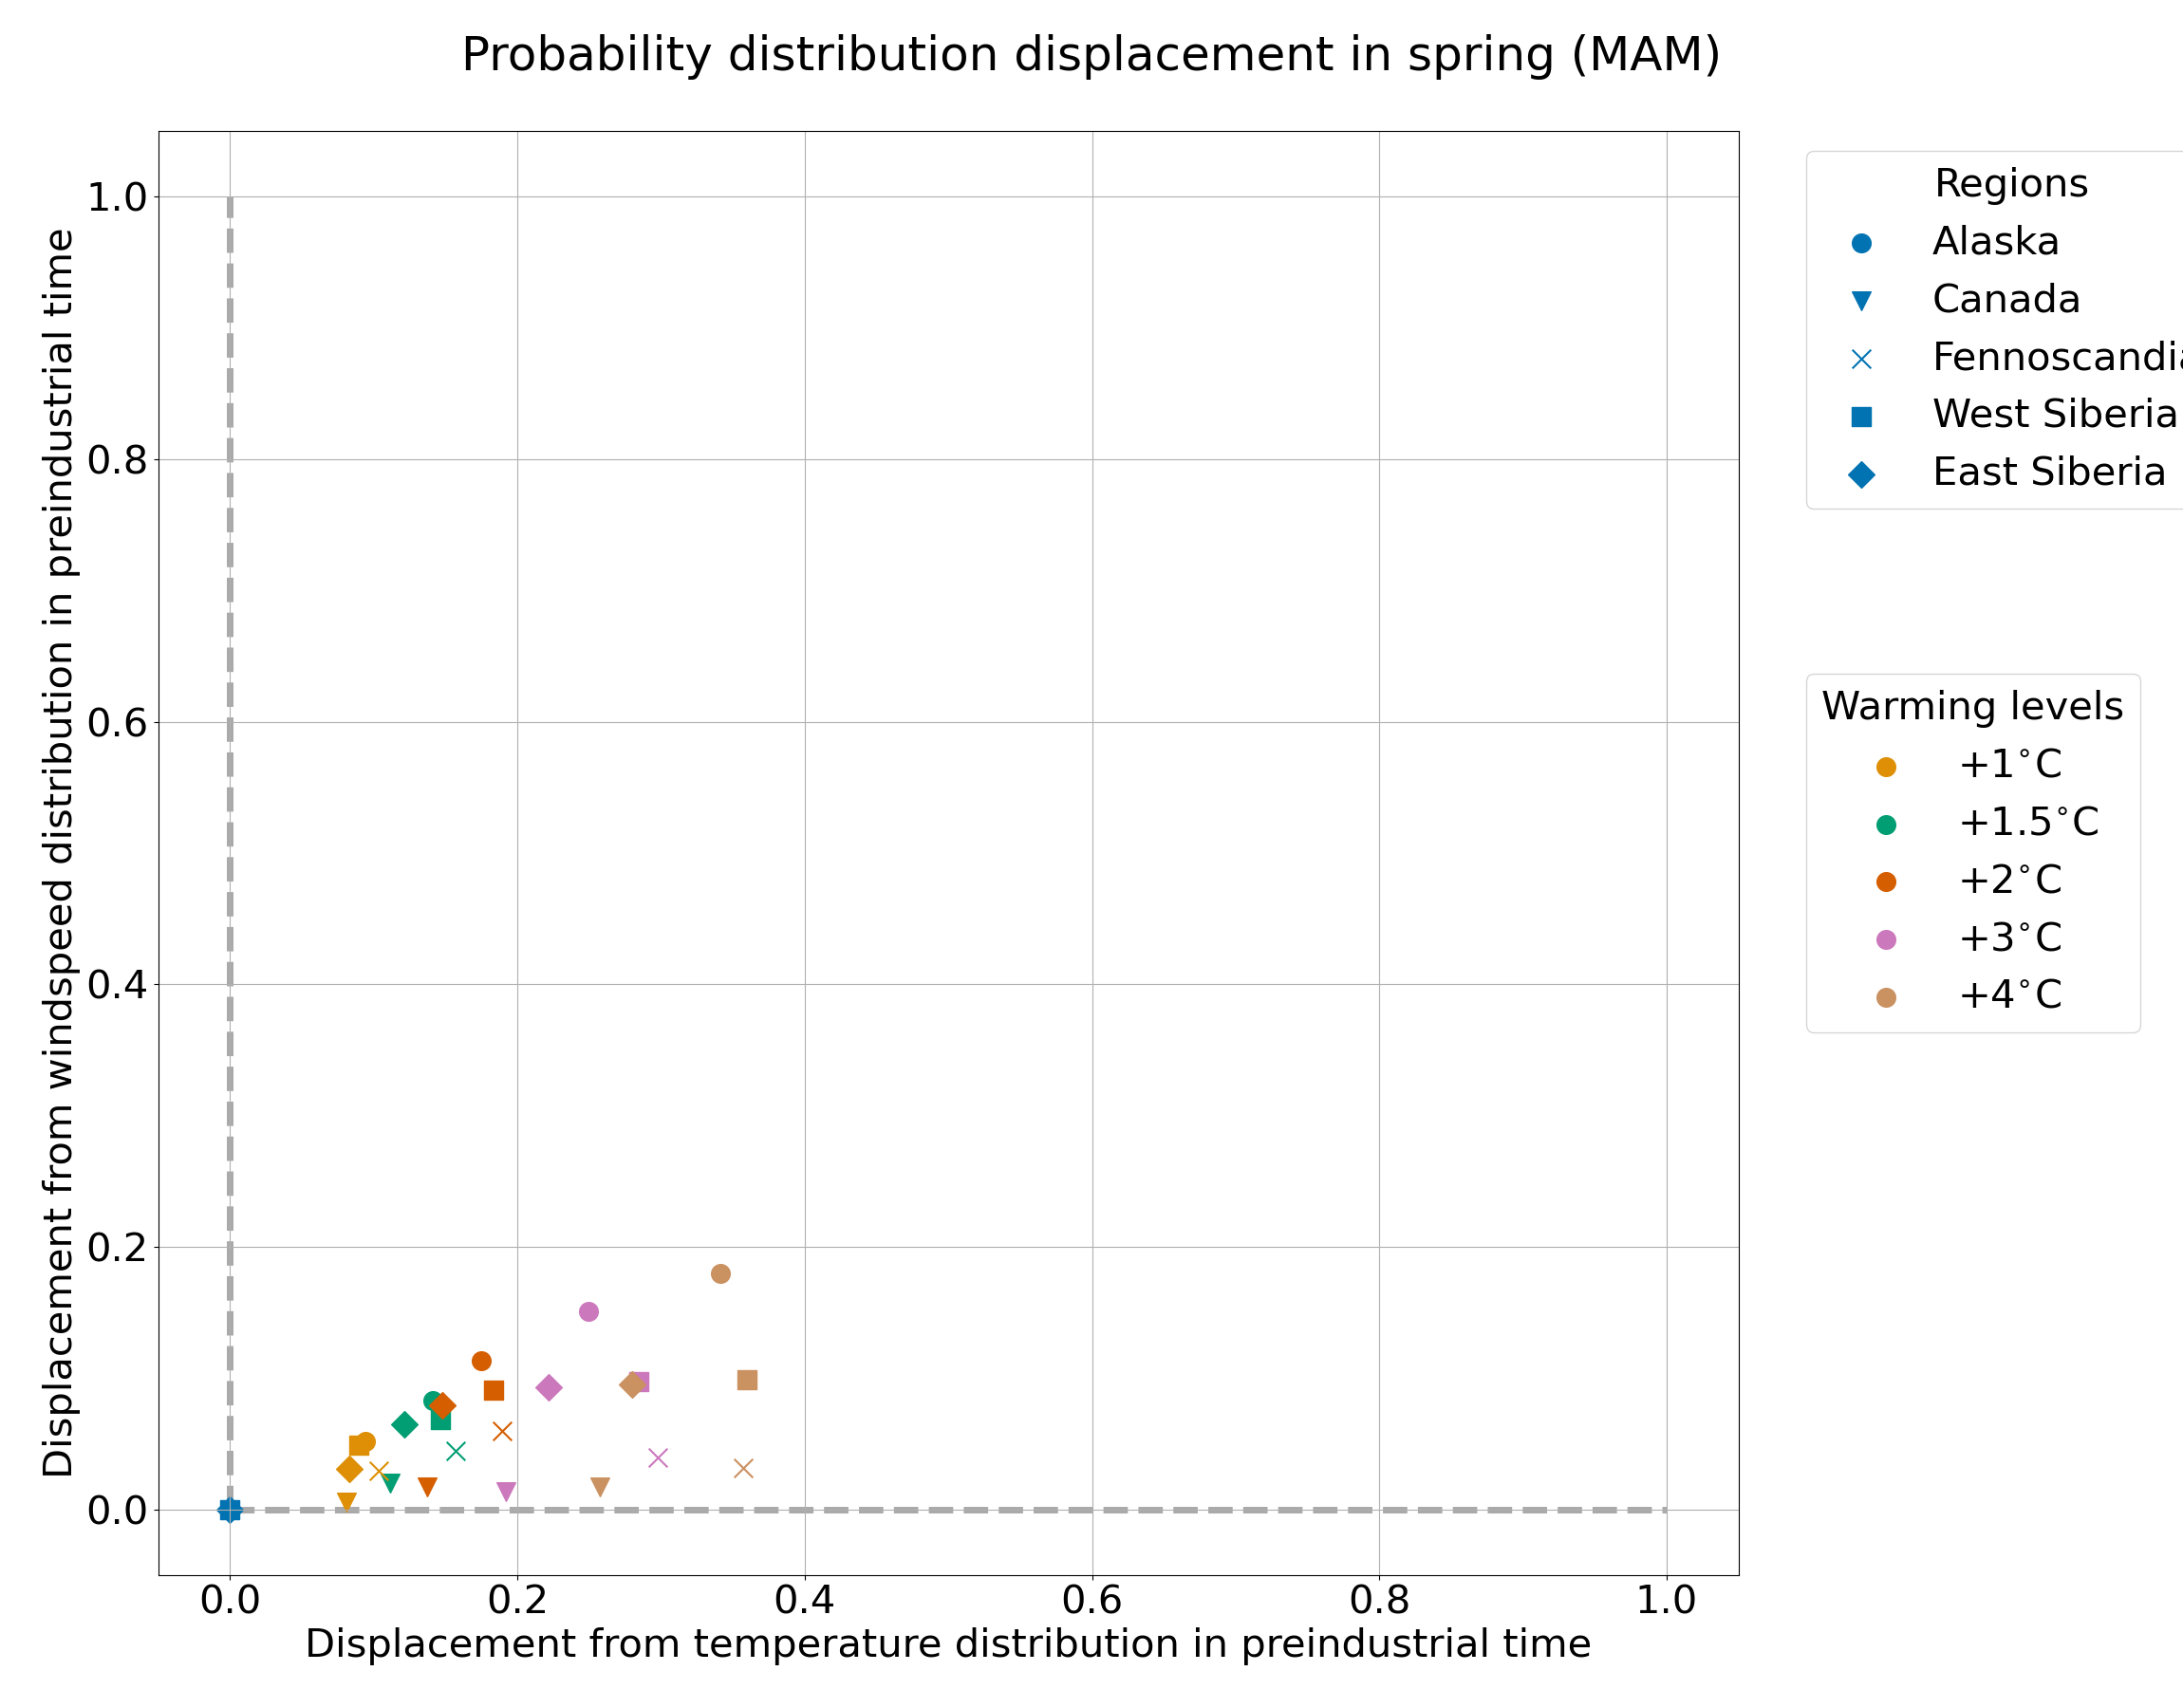 Probability distribution displacement in spring (MAM)
Displacement from windspeed distribution in preindustrial time
1.0
0.8
0.6
0.4
0.2
0.0
0.0 0.2 0.4 0.6 0.8 1.0
Displacement from temperature distribution in preindustrial time
Regions
Alaska
Canada
Fennoscandia
West Siberia
East Siberia
Warming levels
+1°C
+1.5°C
+2°C
+3°C
+4°C